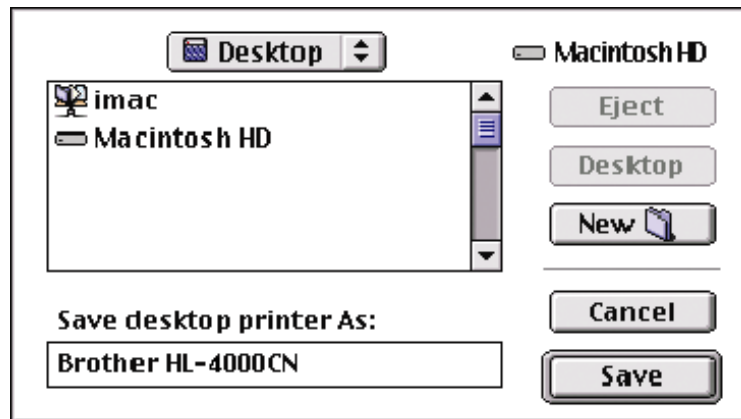 Desktop
Macintosh HD
imac
Macintosh HD
Eject
Desktop
New
Save desktop printer As:
Brother HL-4000CN
Cancel
Save